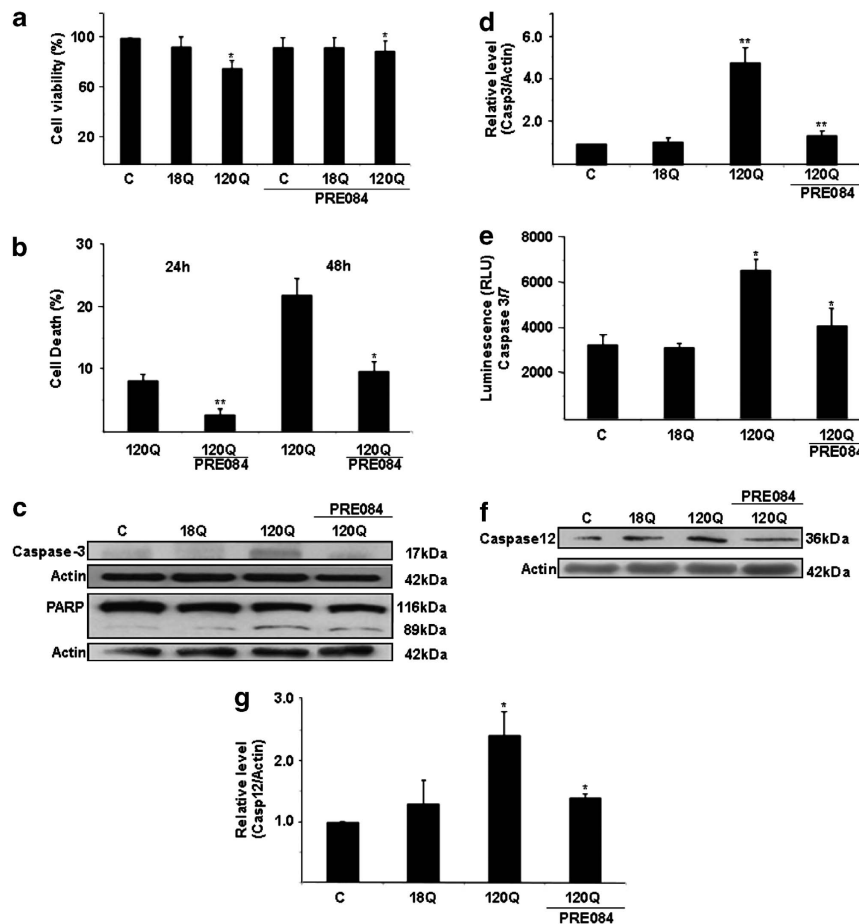 a
Cell viability (%)
100
60
20
*
*
C 18Q 120Q C 18Q 120Q
PRE084
b
Cell Death (%)
30
20
10
24h 48h
**
*
120Q 120Q 120Q 120Q
PRE084 PRE084
c
PRE084
C 18Q 120Q 120Q
Caspase-3 17kDa
Actin 42kDa
PARP 116kDa
89kDa
Actin 42kDa
d
Relative level
(Casp3/Actin)
6.0
4.0
2.0
**
**
C 18Q 120Q 120Q
PRE084
e
Luminescence (RLU)
Caspase 3/7
8000
6000
4000
2000
*
*
C 18Q 120Q 120Q
PRE084
f
PRE084
C 18Q 120Q 120Q
Caspase12 36kDa
Actin 42kDa
g
Relative level
(Casp12/Actin)
3.0
2.0
1.0
*
*
C 18Q 120Q 120Q
PRE084